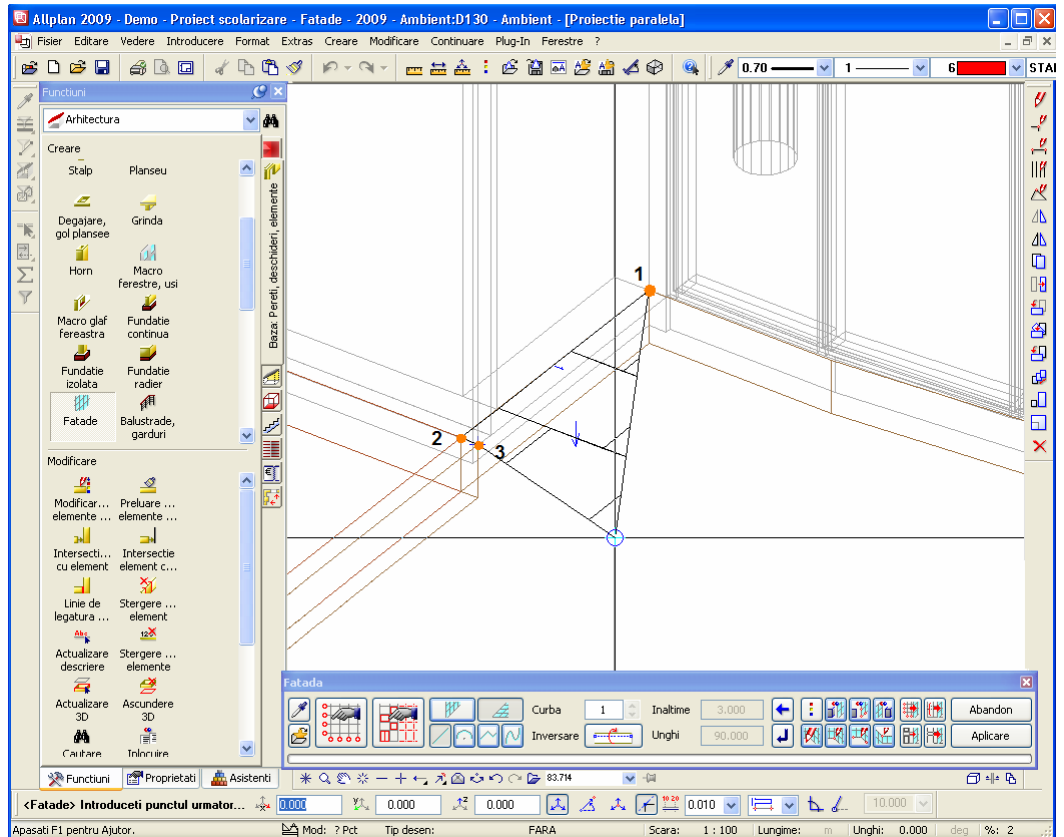 Allplan 2009 - Demo - Proiect scolarizare - Fatade - 2009 - Ambient:D130 - Ambient - [Proiectie paralela]
Fisier Editare Vedere Introducere Format Extras Creare Modificare Continuare Plug-In Ferestre ?
0.70 1 6 STAI
Functiuni
Arhitectura
Creare
Stalp Planseu
Degajare, gol plansee
Grinda
Horn
Macro ferestre, usi
Macro glaf fereastra
Fundatie continua
Fundatie izolata
Fundatie radier
Fatade
Balustrade, garduri
Modificare
Modificar... elemente ...
Preluare ... elemente ...
Intersecti... cu element
Intersectie element c...
Linie de legatura ...
Stergere ... element
Actualizare descriere
Stergere ... elemente
Actualizare 3D
Ascundere 3D
Cautare Inlocuire
Baza: Pereti, deschideri, elemente
1
2
3
Fatada
Curba 1 Inaltime 3.000 Abandon
Inversare Unghi 90.000 Aplicare
Functiuni Proprietati Asistenti 83.714
<Fatade> Introduceti punctul urmator... 0.000 0.000 0.000 10 20 0.010 10.000
Apasati F1 pentru Ajutor. Mod: ? Pct Tip desen: FARA Scara: 1 : 100 Lungime: m Unghi: 0.000 deg %: 2